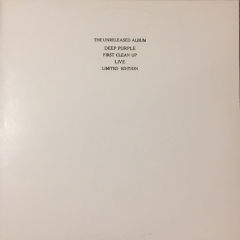 THE UNRELEASED ALBUM
DEEP PURPLE
FIRST CLEAN UP
LIVE
LIMITED EDITION